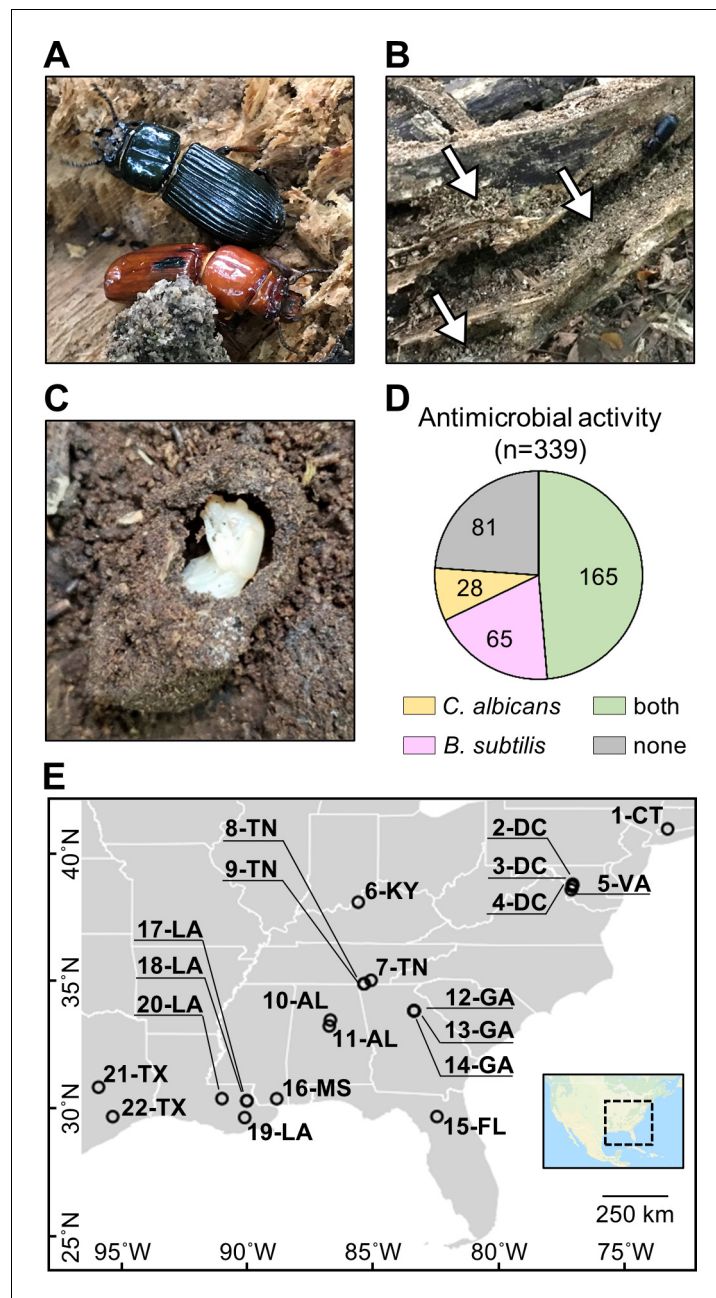 A
B
C
D
Antimicrobial activity
(n=339)
81
165
28
65
C. albicans
both
B. subtilis
none
E
8-TN
9-TN
2-DC
3-DC
4-DC
1-CT
5-VA
6-KY
17-LA
18-LA
20-LA
7-TN
10-AL
11-AL
12-GA
13-GA
14-GA
21-TX
22-TX
16-MS
19-LA
15-FL
40°N
35°N
30°N
25°N
250 km
95°W
90°W
85°W
80°W
75°W